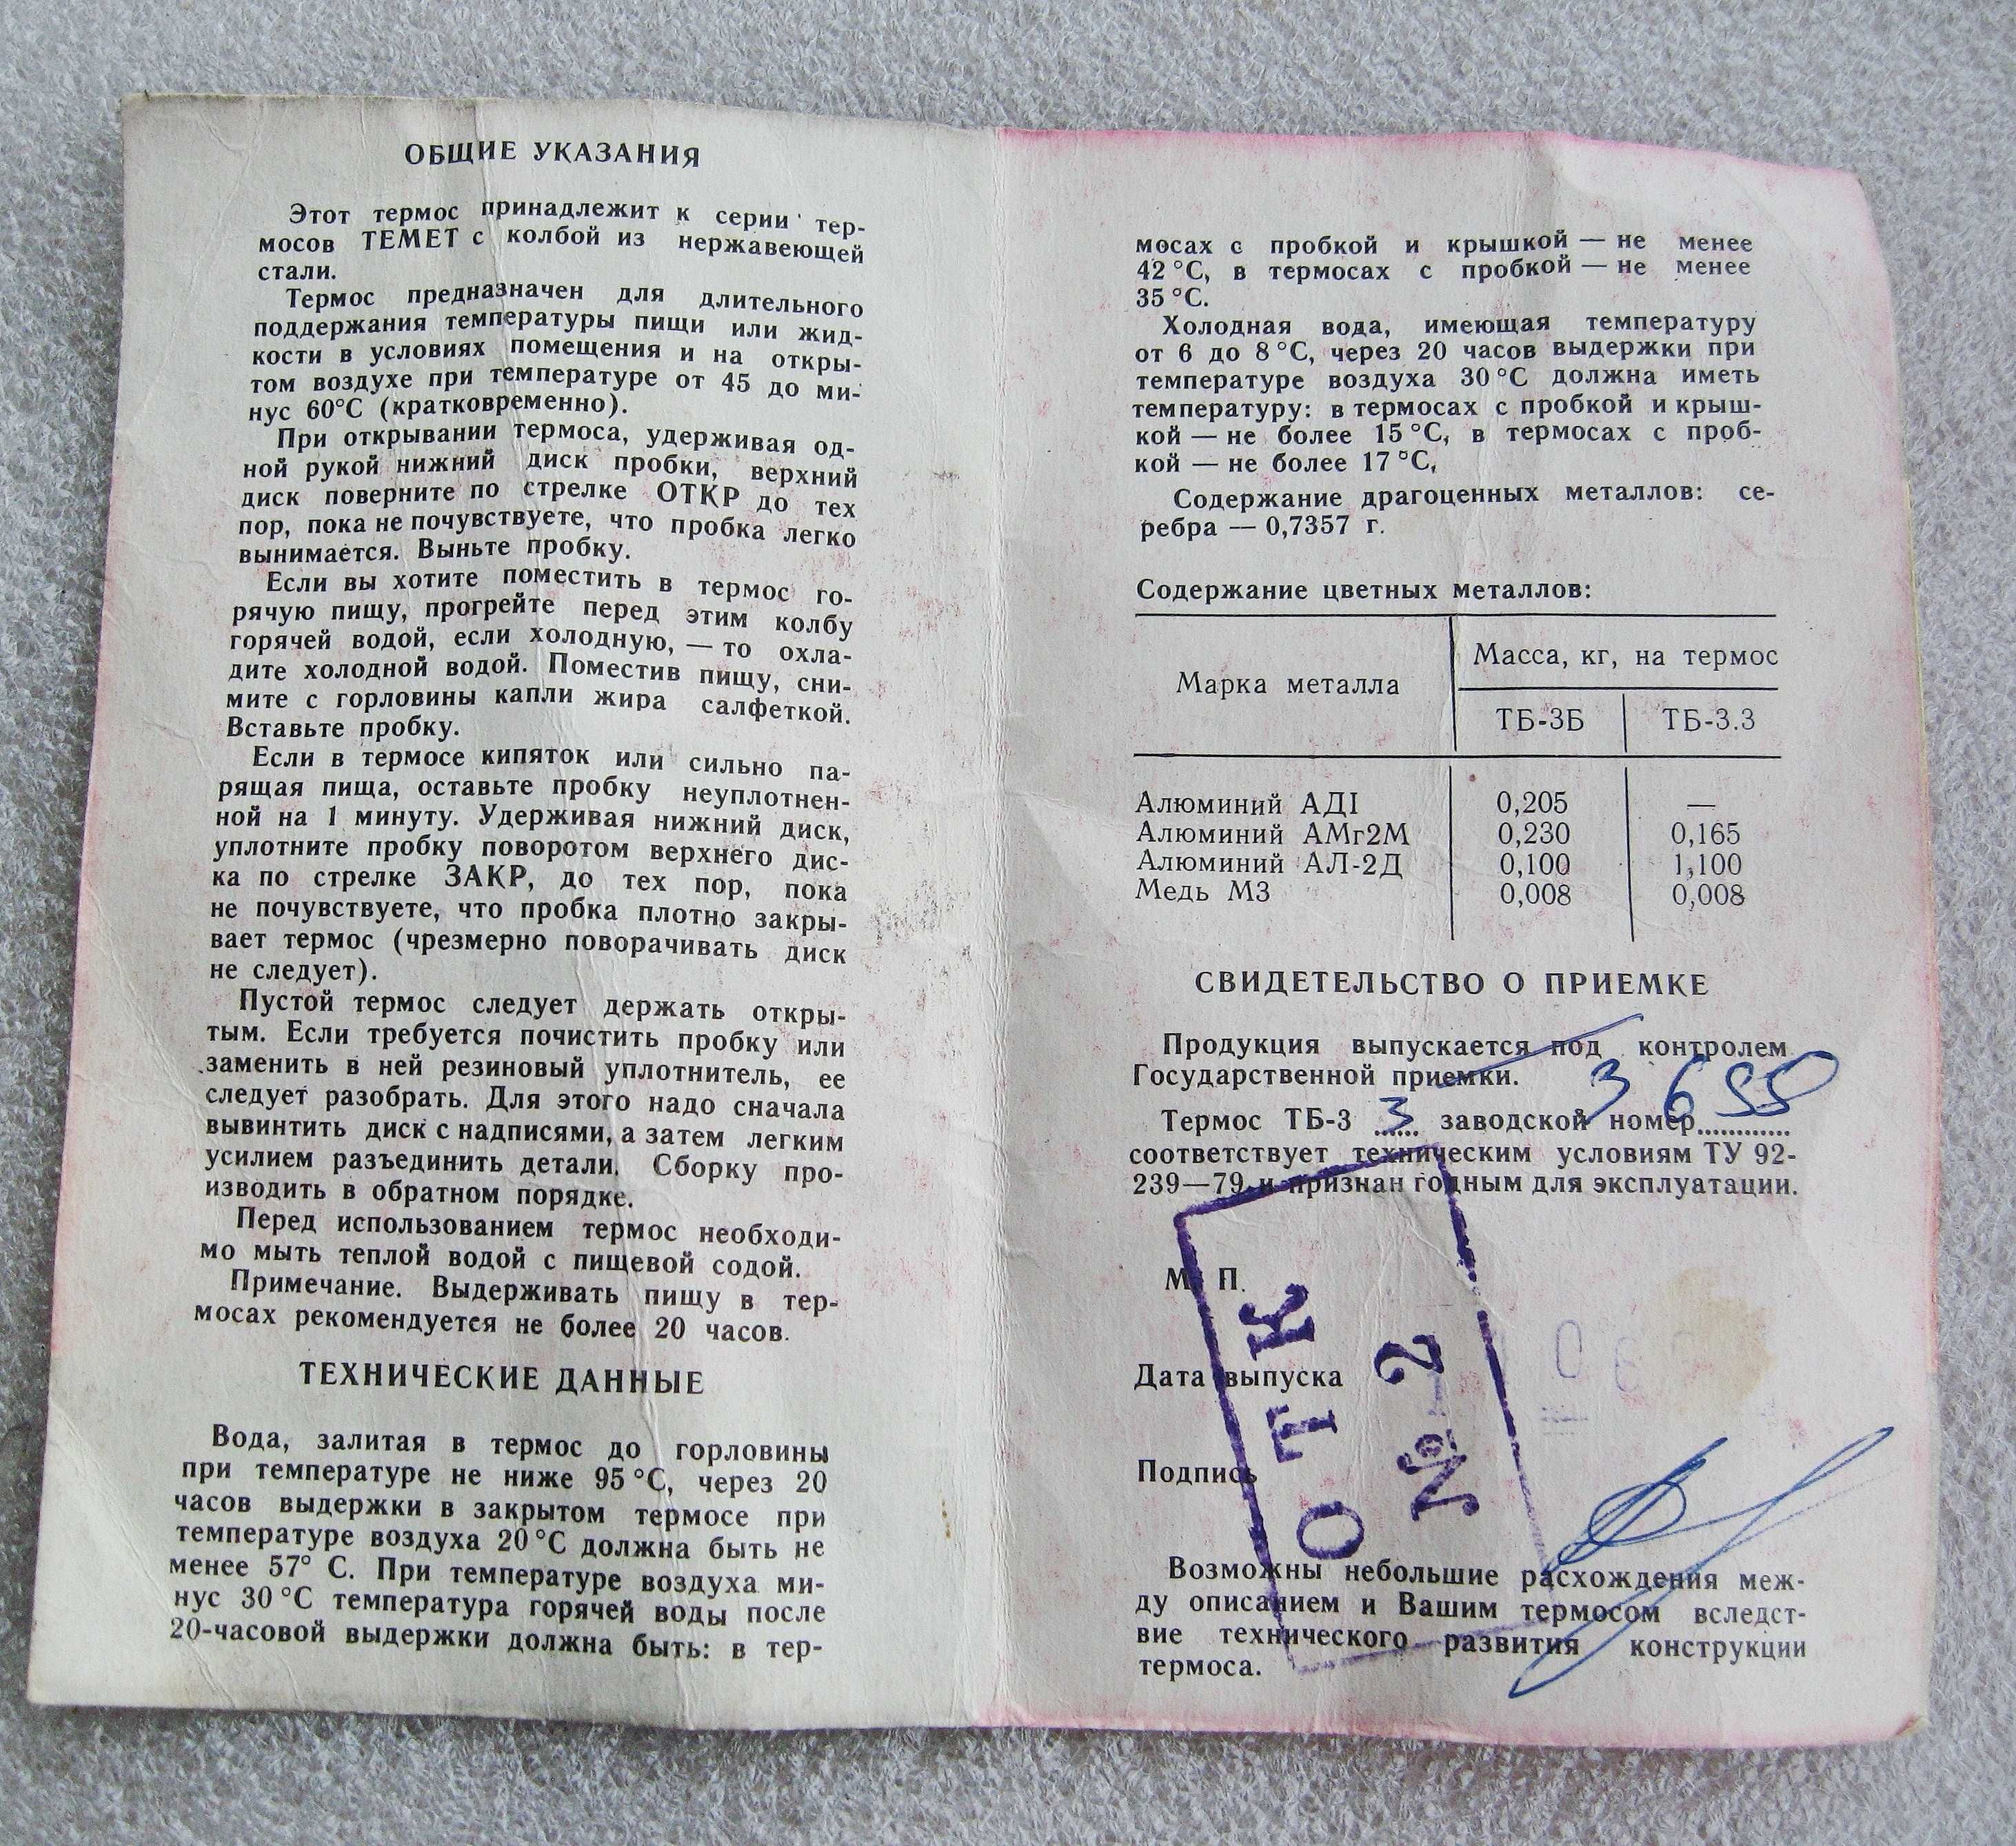 ОБЩИЕ УКАЗАНИЯ
Этот термос принадлежит к серии тер-
мосов ТЕМЕТ с колбой из нержавеющей
стали.
Термос предназначен для длительного
поддержания температуры пищи или жид-
кости в условиях помещения и на откры-
том воздухе при температуре от 45 до ми-
нус 60°С (кратковременно).
При открывании термоса, удерживая од-
ной рукой нижний диск пробки, верхний
диск поверните по стрелке ОТКР до тех
пор, пока не почувствуете, что пробка легко
вынимается. Выньте пробку.
Если вы хотите поместить в термос го-
рячую пищу, прогрейте перед этим колбу
горячей водой, если холодную, — то охла-
дите холодной водой. Поместив пищу, сни-
мите с горловины капли жира салфеткой.
Вставьте пробку.
Если в термосе кипяток или сильно па-
рящая пища, оставьте пробку неуплотнен-
ной на 1 минуту. Удерживая нижний диск,
уплотните пробку поворотом верхнего дис-
ка по стрелке ЗАКР, до тех пор, пока
не почувствуете, что пробка плотно закры-
вает термос (чрезмерно поворачивать диск
не следует).
Пустой термос следует держать откры-
тым. Если требуется почистить пробку или
заменить в ней резиновый уплотнитель, ее
следует разобрать. Для этого надо сначала
вывинтить диск с надписями, а затем легким
усилием разъединить детали. Сборку про-
изводить в обратном порядке.
Перед использованием термос необходи-
мо мыть теплой водой с пищевой содой.
Примечание. Выдерживать пищу в тер-
мосах рекомендуется не более 20 часов.
ТЕХНИЧЕСКИЕ ДАННЫЕ
Вода, залитая в термос до горловины
при температуре не ниже 95 °С, через 20
часов выдержки в закрытом термосе при
температуре воздуха 20 °С должна быть не
менее 57° С. При температуре воздуха ми-
нус 30 °С температура горячей воды после
20-часовой выдержки должна быть: в тер-
мосах с пробкой и крышкой — не менее
42 °С, в термосах с пробкой — не менее
35 °С.
Холодная вода, имеющая температуру
от 6 до 8 °С, через 20 часов выдержки при
температуре воздуха 30 °С должна иметь
температуру: в термосах с пробкой и крыш-
кой — не более 15 °С, в термосах с проб-
кой — не более 17 °С,
Содержание драгоценных металлов: се-
ребра — 0,7357 г.
Содержание цветных металлов:
Марка металла Масса, кг, на термос
ТБ-3Б ТБ-3.3
Алюминий АД1 0,205 —
Алюминий АМг2М 0,230 0,165
Алюминий АЛ-2Д 0,100 1,100
Медь М3 0,008 0,008
СВИДЕТЕЛЬСТВО О ПРИЕМКЕ
Продукция выпускается под контролем
Государственной приемки.
Термос ТБ-3 3 заводской номер 3
соответствует техническим условиям ТУ 92-
239—79 и признан годным для эксплуатации.
М. П.
Дата выпуска
Подпись
ОТК
№ 2
Возможны небольшие расхождения меж-
ду описанием и Вашим термосом вследст-
вие технического развития конструкции
термоса.